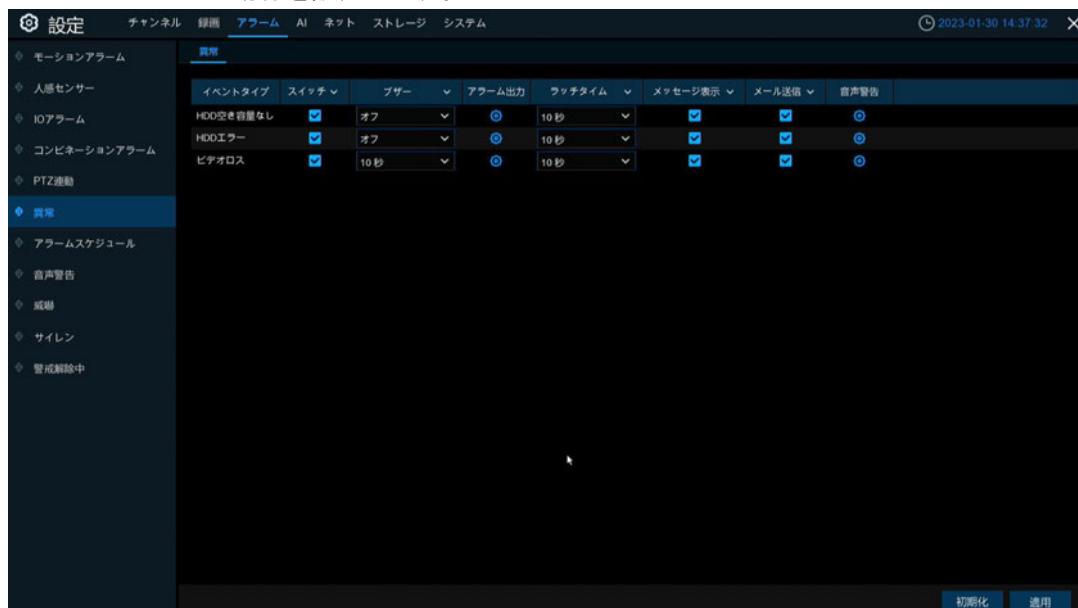 設定 チャンネル 録画 アラーム AI ネット ストレージ システム 2023-01-30 14:37:32
モーションアラーム
人感センサー
IOアラーム
コンビネーションアラーム
PTZ連動
異常
アラームスケジュール
音声警告
威嚇
サイレン
警戒解除中
異常
イベントタイプ スイッチ ブザー アラーム出力 ラッチタイム メッセージ表示 メール送信 音声警告
HDD空き容量なし オフ 10 秒
HDDエラー オフ 10 秒
ビデオロス 10 秒 10 秒
初期化 適用